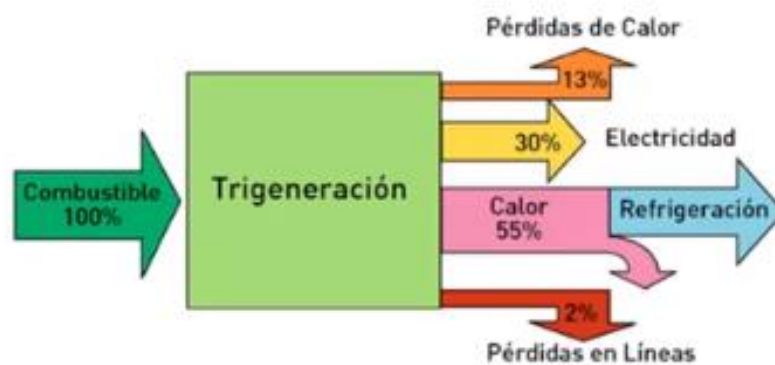 Pérdidas de Calor
13%
30%
Electricidad
Combustible
100%
Trigeneración
Calor
55%
Refrigeración
2%
Pérdidas en Líneas